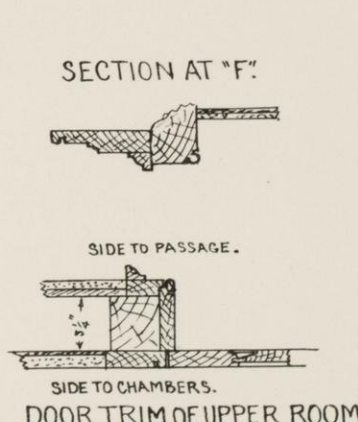 SECTION AT "F".
SIDE TO PASSAGE.
SIDE TO CHAMBERS.
DOOR TRIM OF UPPER ROOM